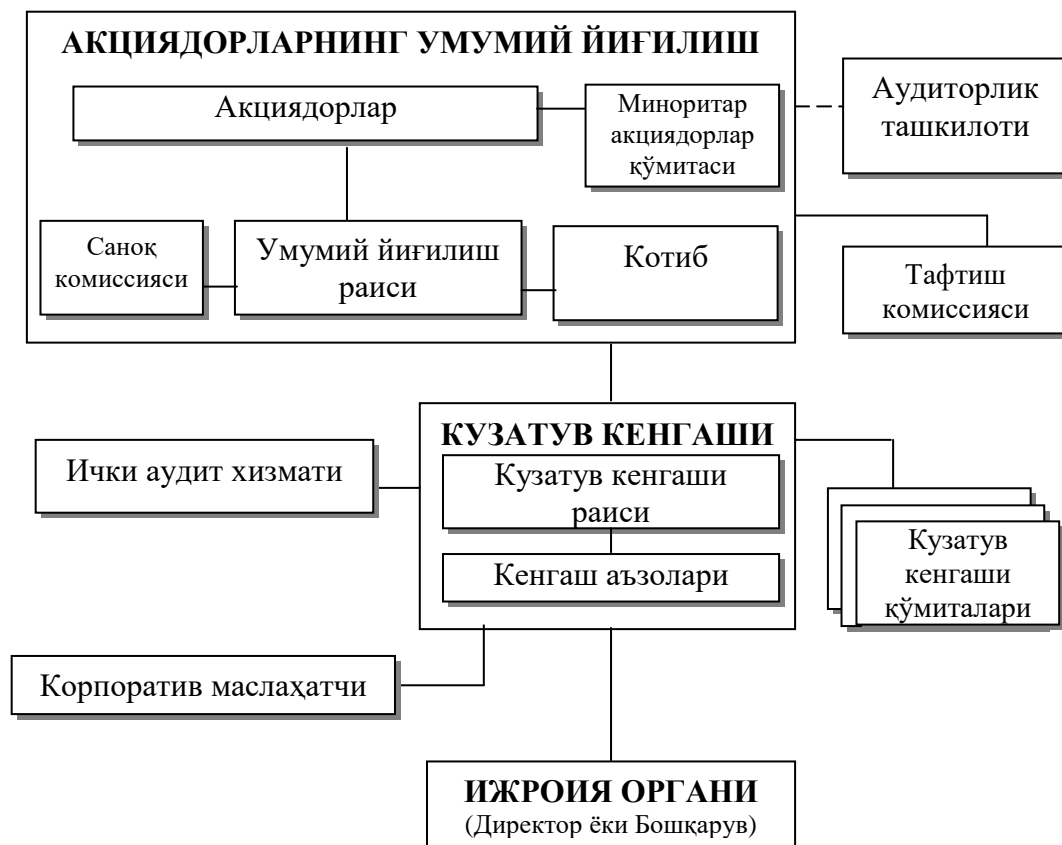 АКЦИЯДОРЛАРНИНГ УМУМИЙ ЙИҒИЛИШ
Акциядорлар
Миноритар
акциядорлар
қўмитаси
Аудиторлик
ташкилоти
Саноқ
комиссияси
Умумий йиғилиш
раиси
Котиб
Тафтиш
комиссияси
КУЗАТУВ КЕНГАШИ
Ички аудит хизмати
Кузатув кенгаши
раиси
Кенгаш аъзолари
Кузатув
кенгаши
қўмиталари
Корпоратив маслаҳатчи
ИЖРОИЯ ОРГАНИ
(Директор ёки Бошқарув)